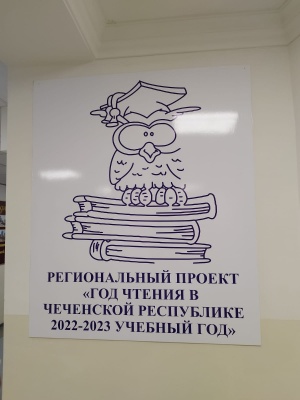 РЕГИОНАЛЬНЫЙ ПРОЕКТ
«ГОД ЧТЕНИЯ В
ЧЕЧЕНСКОЙ РЕСПУБЛИКЕ
2022-2023 УЧЕБНЫЙ ГОД»